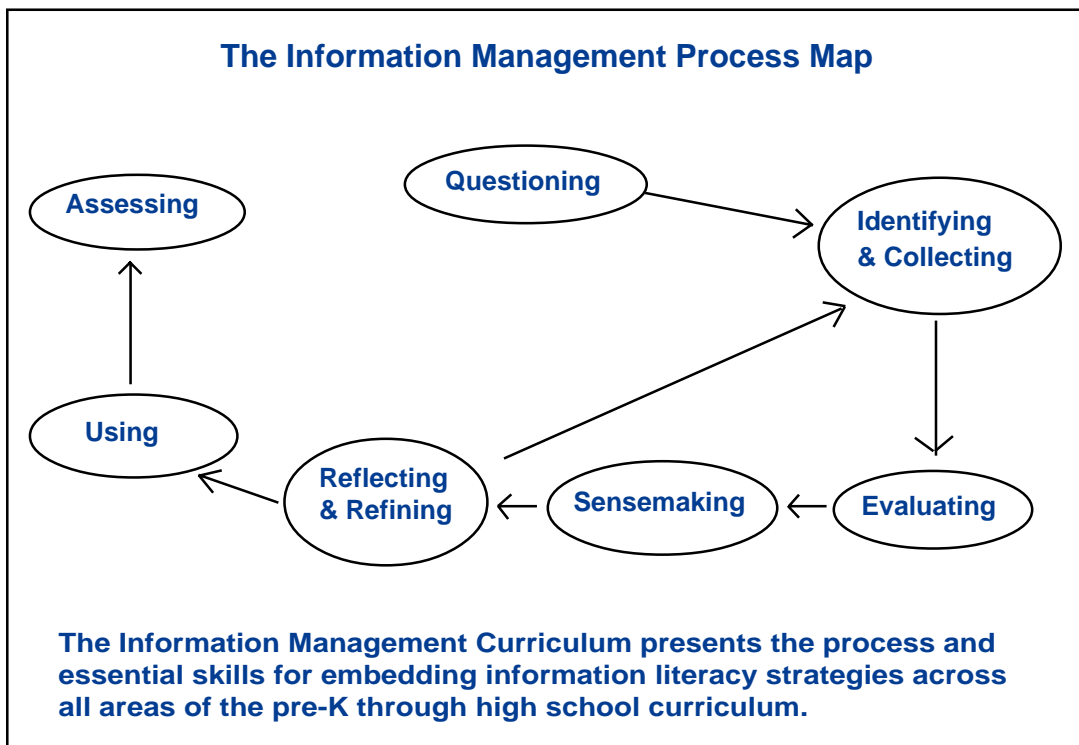 The Information Management Process Map
Questioning
Assessing
Identifying
& Collecting
Using
Reflecting
& Refining
Sensemaking
Evaluating
The Information Management Curriculum presents the process and
essential skills for embedding information literacy strategies across
all areas of the pre-K through high school curriculum.